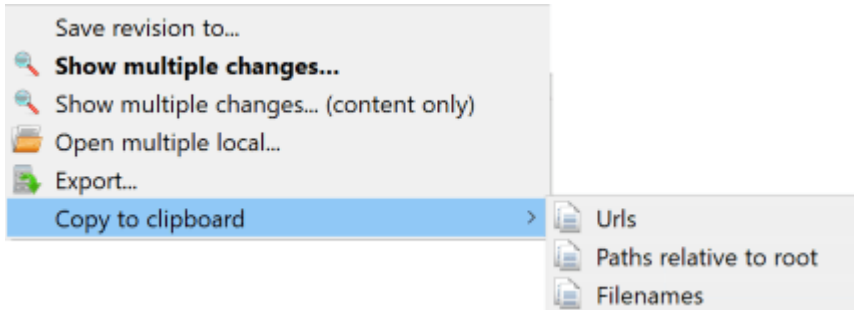 Save revision to...
Show multiple changes...
Show multiple changes... (content only)
Open multiple local...
Export...
Copy to clipboard
Urls
Paths relative to root
Filenames